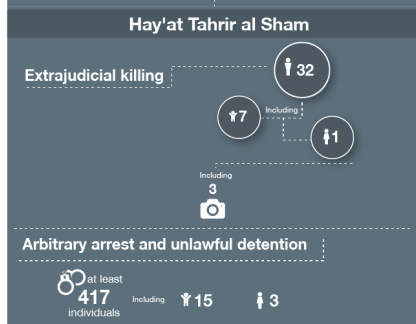 Hay'at Tahrir al Sham
Extrajudicial killing
32
Including
7
1
Including
3
Arbitrary arrest and unlawful detention
at least
417
individuals
Including
15
3